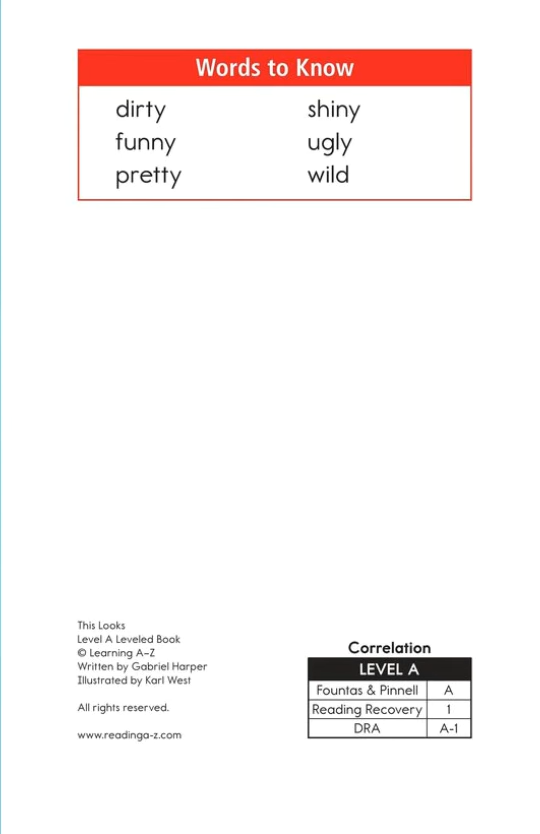 Words to Know
dirty shiny
funny ugly
pretty wild
This Looks
Level A Leveled Book
© Learning A–Z
Written by Gabriel Harper
Illustrated by Karl West
All rights reserved.
www.readinga-z.com
Correlation
LEVEL A
Fountas & Pinnell A
Reading Recovery 1
DRA A-1